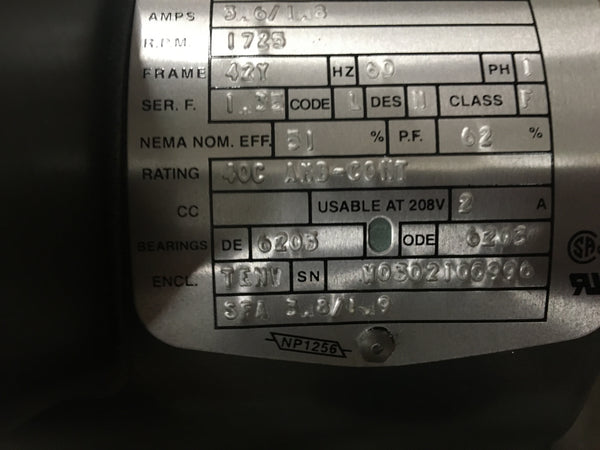 AMPS 3.6/1.8
R.P.M. 1725
FRAME 42Y HZ 60 PH 1
SER. F. 1.35 CODE L DES N CLASS F
NEMA NOM. EFF. 51 % P.F. 62 %
RATING 40C AMB-CONT
CC USABLE AT 208V 2 A
BEARINGS DE 6203 ODE 6203
ENCL. TENV SN W0302106996
SFA 3.8/1.9
NP1256